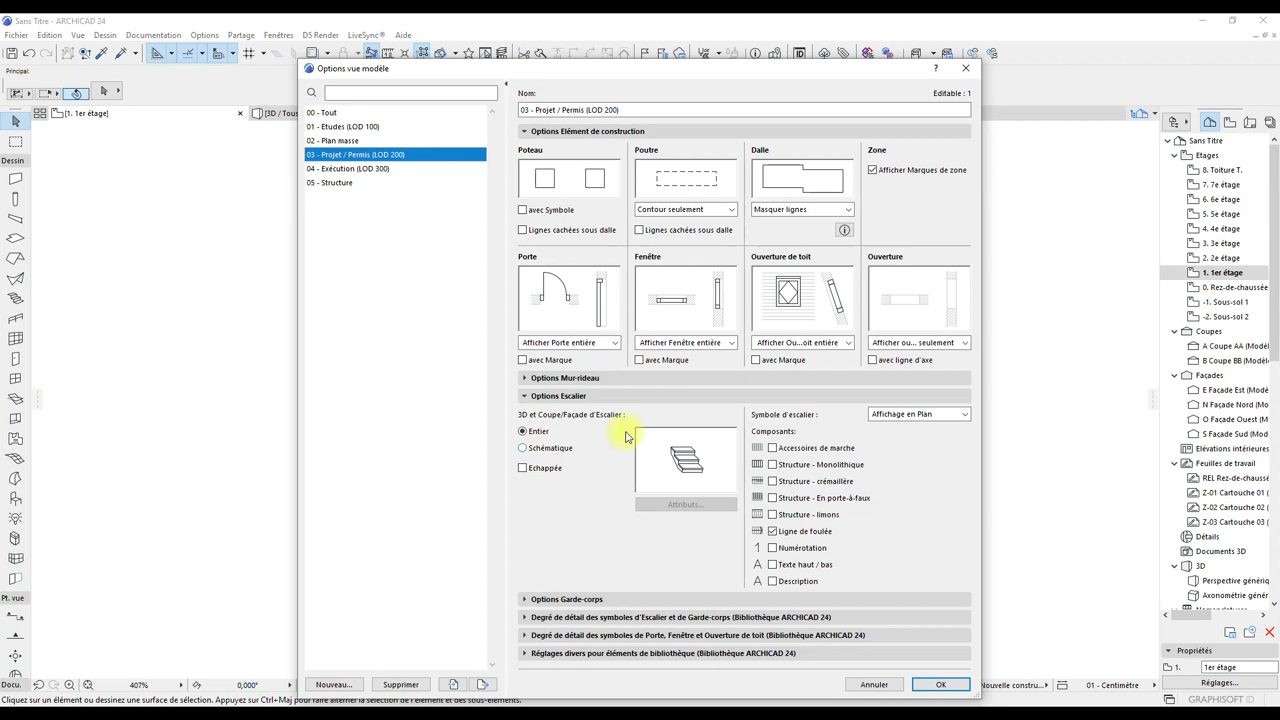 Sans Titre - ARCHICAD 24
Fichier Edition Vue Dessin Documentation Options Partage Fenêtres D5 Render LiveSync® Aide
Principal:
[1. 1er étage]
[3D / Tous
Dessin
Options vue modèle
?
00 - Tout
01 - Etudes (LOD 100)
02 - Plan masse
03 - Projet / Permis (LOD 200)
04 - Exécution (LOD 300)
05 - Structure
Nouveau...
Supprimer
Nom:
Editable : 1
03 - Projet / Permis (LOD 200)
Options Elément de construction
Poteau Poutre Dalle Zone
Afficher Marques de zone
avec Symbole Contour seulement Masquer lignes
Lignes cachées sous dalle Lignes cachées sous dalle
Porte Fenêtre Ouverture de toit Ouverture
Afficher Porte entière Afficher Fenêtre entière Afficher Ou...oit entière Afficher ou... seulement
avec Marque avec Marque avec Marque avec ligne d'axe
Options Mur-rideau
Options Escalier
3D et Coupe/Façade d'Escalier :
Entier
Schématique
Echappée
Attributs...
Symbole d'escalier : Affichage en Plan
Composants:
Accessoires de marche
Structure - Monolithique
Structure - crémaillère
Structure - En porte-à-faux
Structure - limons
Ligne de foulée
Numérotation
Texte haut / bas
Description
Options Garde-corps
Degré de détail des symboles d'Escalier et de Garde-corps (Bibliothèque ARCHICAD 24)
Degré de détail des symboles de Porte, Fenêtre et Ouverture de toit (Bibliothèque ARCHICAD 24)
Réglages divers pour éléments de bibliothèque (Bibliothèque ARCHICAD 24)
Annuler
OK
Sans Titre
Etages
8. Toiture T.
7. 7e étage
6. 6e étage
5. 5e étage
4. 4e étage
3. 3e étage
2. 2e étage
1. 1er étage
0. Rez-de-chaussée
-1. Sous-sol 1
-2. Sous-sol 2
Coupes
A Coupe AA (Modèl
B Coupe BB (Modèl
Façades
E Façade Est (Modèl
N Façade Nord (Mod
O Façade Ouest (Mod
S Façade Sud (Modèl
Elévations intérieures
Feuilles de travail
REL Rez-de-chaussé
Z-01 Cartouche 01 (I
Z-02 Cartouche 02 (I
Z-03 Cartouche 03 (I
Détails
Documents 3D
3D
Perspective génériq
Axonométrie généri
Propriétés
1. 1er étage
Réglages...
GRAPHISOFT ID
Pt. vue
Docu.
407%
0,000°
Nouvelle constru...
01 - Centimètre
Cliquez sur un élément ou dessinez une surface de sélection. Appuyez sur Ctrl+Maj pour faire alterner la sélection de l'élément et des sous-éléments.